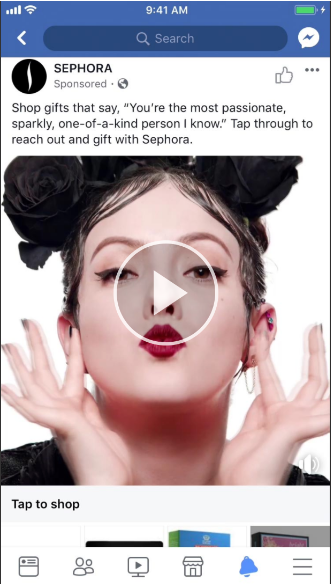 9:41 AM
Search
SEPHORA
Sponsored ·
Shop gifts that say, “You’re the most passionate,
sparkly, one-of-a-kind person I know.” Tap through to
reach out and gift with Sephora.
Tap to shop